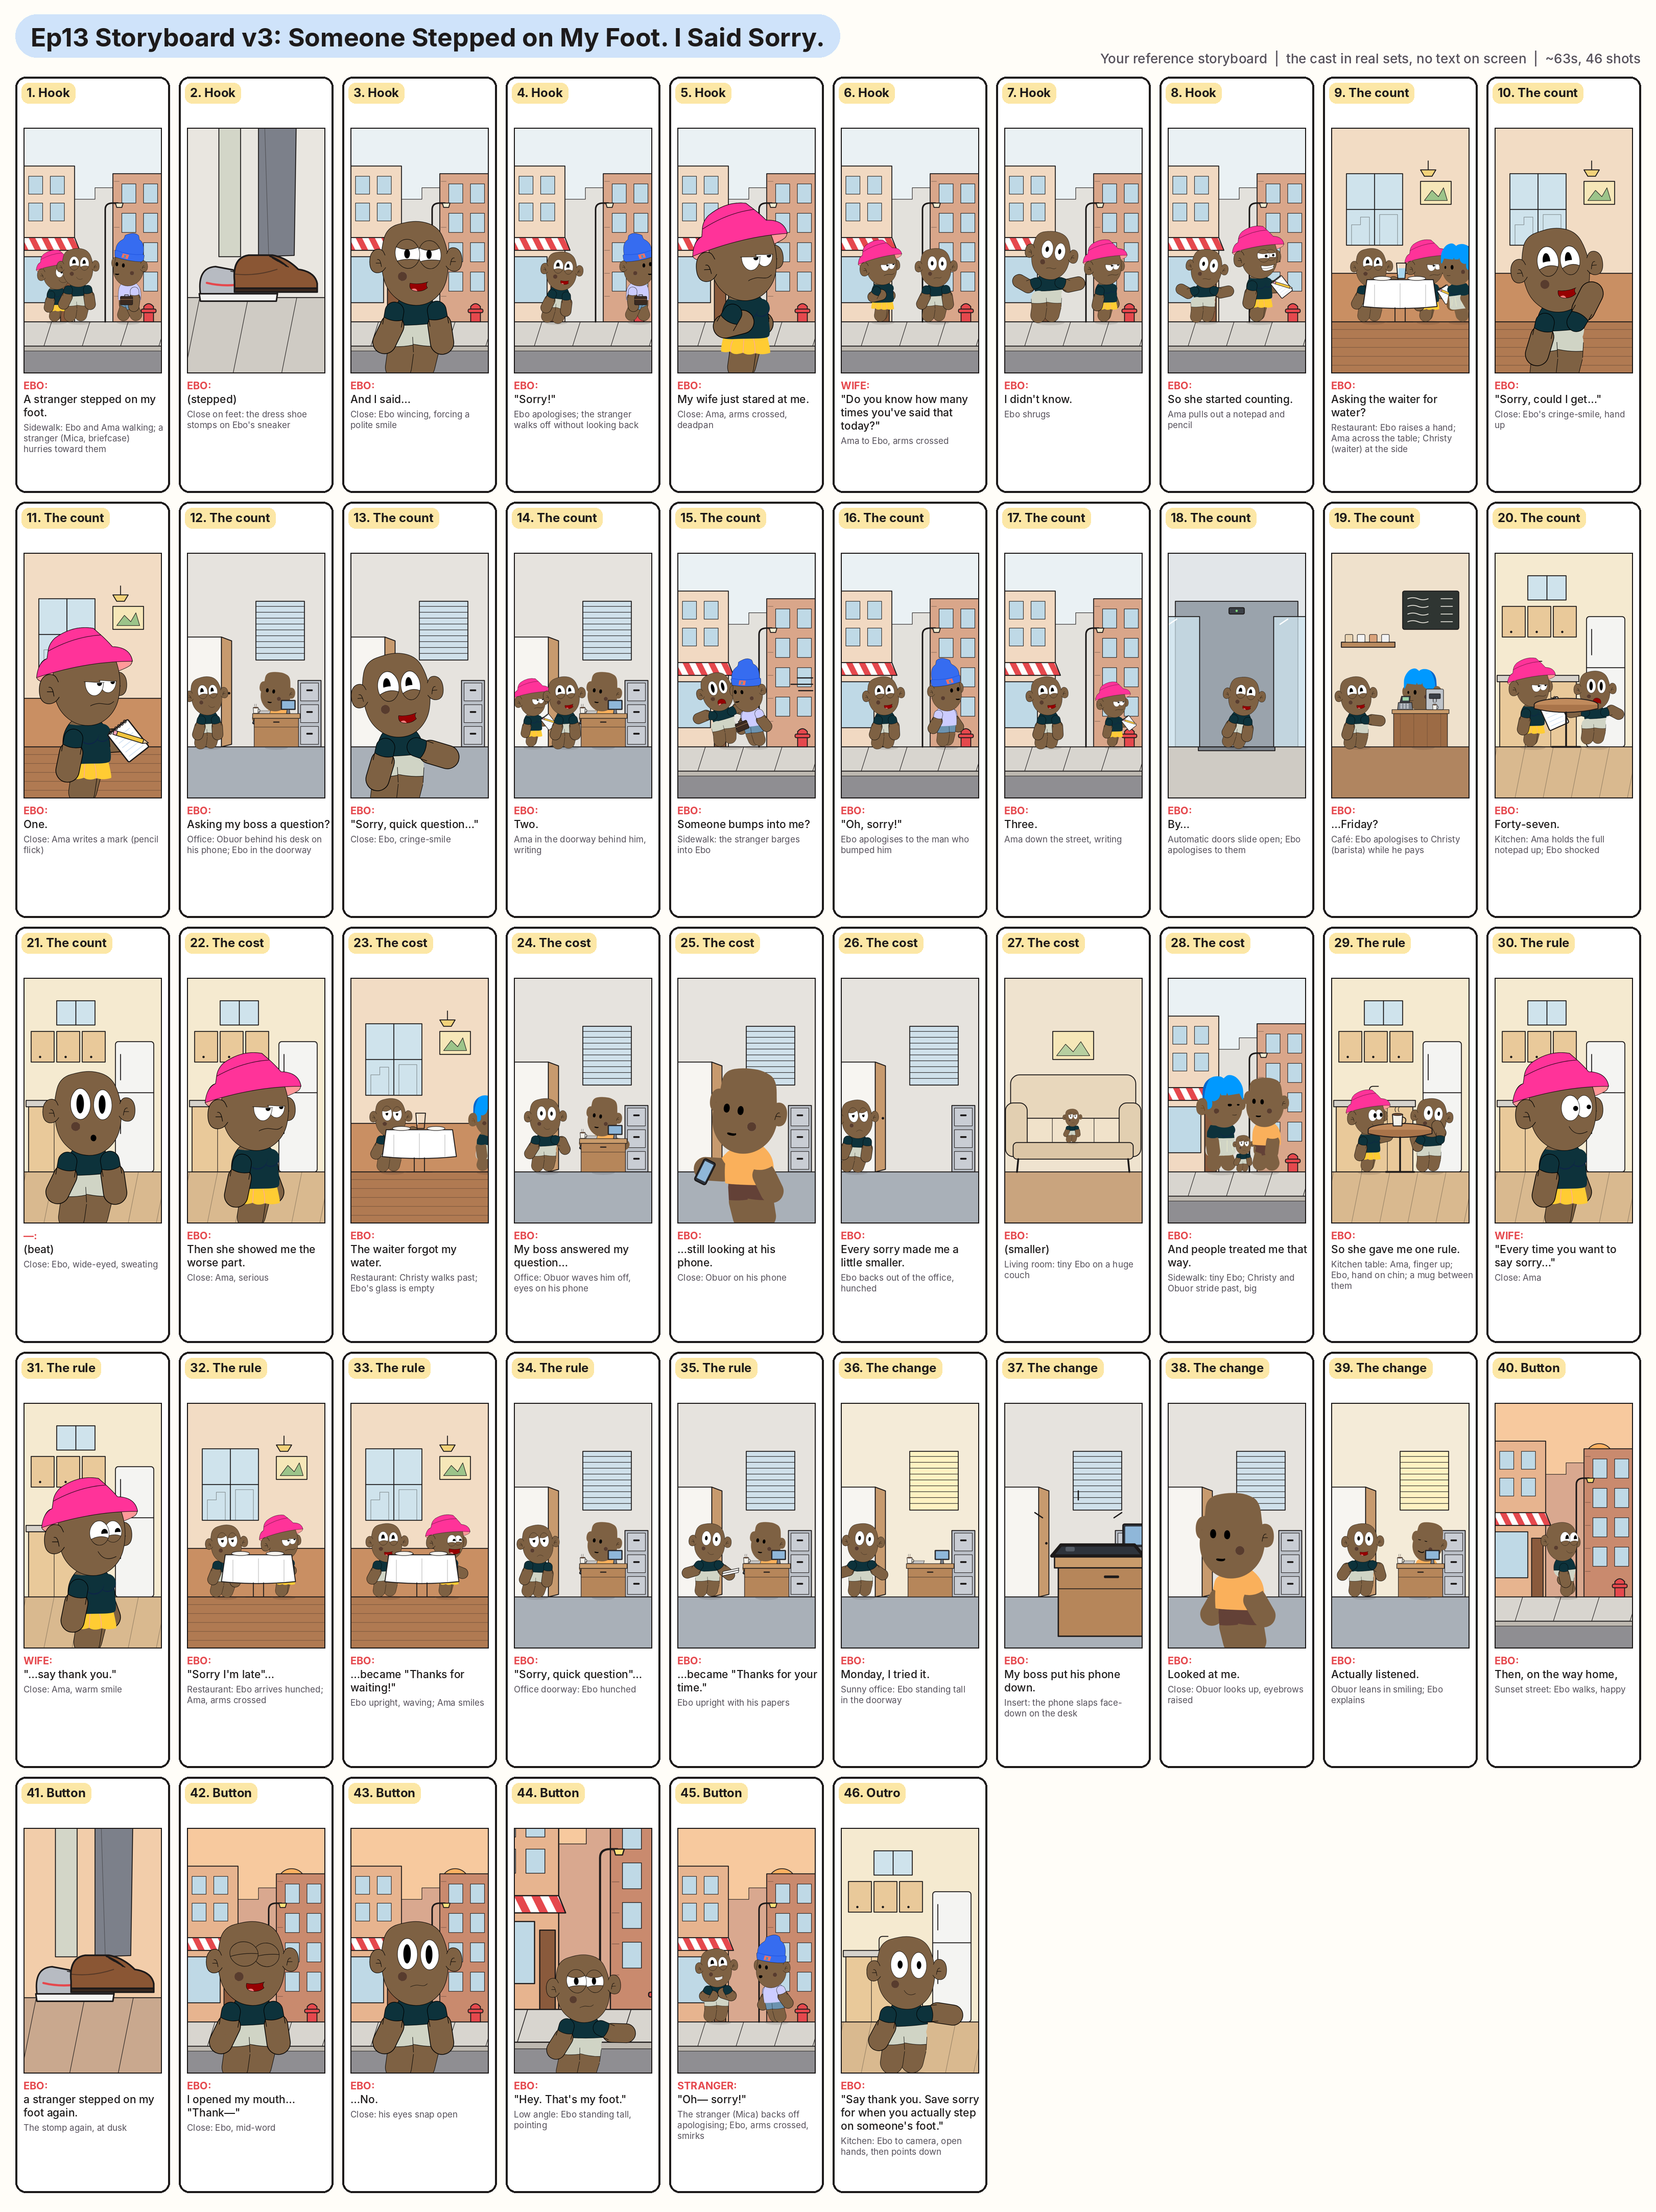 Ep13 Storyboard v3: Someone Stepped on My Foot. I Said Sorry.
Your reference storyboard | the cast in real sets, no text on screen | ~63s, 46 shots
1. Hook
EBO:
A stranger stepped on my
foot.
Sidewalk: Ebo and Ama walking; a
stranger (Mica, briefcase)
hurries toward them
2. Hook
EBO:
(stepped)
Close on feet: the dress shoe
stomps on Ebo's sneaker
3. Hook
EBO:
And I said...
Close: Ebo wincing, forcing a
polite smile
4. Hook
EBO:
"Sorry!"
Ebo apologises; the stranger
walks off without looking back
5. Hook
EBO:
My wife just stared at me.
Close: Ama, arms crossed,
deadpan
6. Hook
WIFE:
"Do you know how many
times you've said that
today?"
Ama to Ebo, arms crossed
7. Hook
EBO:
I didn't know.
Ebo shrugs
8. Hook
EBO:
So she started counting.
Ama pulls out a notepad and
pencil
9. The count
EBO:
Asking the waiter for
water?
Restaurant: Ebo raises a hand;
Ama across the table; Christy
(waiter) at the side
10. The count
EBO:
"Sorry, could I get..."
Close: Ebo's cringe-smile, hand
up
11. The count
EBO:
One.
Close: Ama writes a mark (pencil
flick)
12. The count
EBO:
Asking my boss a question?
Office: Obuor behind his desk on
his phone; Ebo in the doorway
13. The count
EBO:
"Sorry, quick question..."
Close: Ebo, cringe-smile
14. The count
EBO:
Two.
Ama in the doorway behind him,
writing
15. The count
EBO:
Someone bumps into me?
Sidewalk: the stranger barges
into Ebo
16. The count
EBO:
"Oh, sorry!"
Ebo apologises to the man who
bumped him
17. The count
EBO:
Three.
Ama down the street, writing
18. The count
EBO:
By...
Automatic doors slide open; Ebo
apologises to them
19. The count
EBO:
...Friday?
Café: Ebo apologises to Christy
(barista) while he pays
20. The count
EBO:
Forty-seven.
Kitchen: Ama holds the full
notepad up; Ebo shocked
21. The count
—:
(beat)
Close: Ebo, wide-eyed, sweating
22. The cost
EBO:
Then she showed me the
worse part.
Close: Ama, serious
23. The cost
EBO:
The waiter forgot my
water.
Restaurant: Christy walks past;
Ebo's glass is empty
24. The cost
EBO:
My boss answered my
question...
Office: Obuor waves him off,
eyes on his phone
25. The cost
EBO:
...still looking at his
phone.
Close: Obuor on his phone
26. The cost
EBO:
Every sorry made me a
little smaller.
Ebo backs out of the office,
hunched
27. The cost
EBO:
(smaller)
Living room: tiny Ebo on a huge
couch
28. The cost
EBO:
And people treated me that
way.
Sidewalk: tiny Ebo; Christy and
Obuor stride past, big
29. The rule
EBO:
So she gave me one rule.
Kitchen table: Ama, finger up;
Ebo, hand on chin; a mug between
them
30. The rule
WIFE:
"Every time you want to
say sorry..."
Close: Ama
31. The rule
WIFE:
"...say thank you."
Close: Ama, warm smile
32. The rule
EBO:
"Sorry I'm late"...
Restaurant: Ebo arrives hunched;
Ama, arms crossed
33. The rule
EBO:
...became "Thanks for
waiting!"
Ebo upright, waving; Ama smiles
34. The rule
EBO:
"Sorry, quick question"...
Office doorway: Ebo hunched
35. The rule
EBO:
...became "Thanks for your
time."
Ebo upright with his papers
36. The change
EBO:
Monday, I tried it.
Sunny office: Ebo standing tall
in the doorway
37. The change
EBO:
My boss put his phone
down.
Insert: the phone slaps face-
down on the desk
38. The change
EBO:
Looked at me.
Close: Obuor looks up, eyebrows
raised
39. The change
EBO:
Actually listened.
Obuor leans in smiling; Ebo
explains
40. Button
EBO:
Then, on the way home,
Sunset street: Ebo walks, happy
41. Button
EBO:
a stranger stepped on my
foot again.
The stomp again, at dusk
42. Button
EBO:
I opened my mouth...
"Thank—"
Close: Ebo, mid-word
43. Button
EBO:
...No.
Close: his eyes snap open
44. Button
EBO:
"Hey. That's my foot."
Low angle: Ebo standing tall,
pointing
45. Button
STRANGER:
"Oh— sorry!"
The stranger (Mica) backs off
apologising; Ebo, arms crossed,
smirks
46. Outro
EBO:
"Say thank you. Save sorry
for when you actually step
on someone's foot."
Kitchen: Ebo to camera, open
hands, then points down